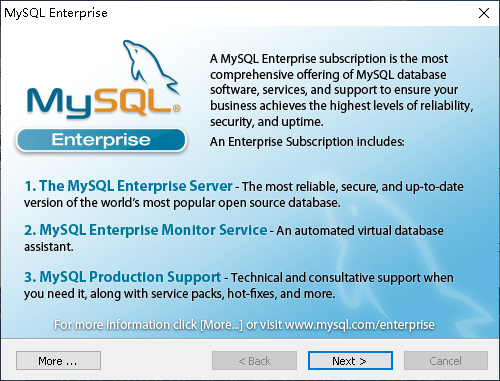 MySQL Enterprise
MySQL®
Enterprise
A MySQL Enterprise subscription is the most
comprehensive offering of MySQL database
software, services, and support to ensure your
business achieves the highest levels of reliability,
security, and uptime.
An Enterprise Subscription includes:
1. The MySQL Enterprise Server - The most reliable, secure, and up-to-date
version of the world's most popular open source database.
2. MySQL Enterprise Monitor Service - An automated virtual database
assistant.
3. MySQL Production Support - Technical and consultative support when
you need it, along with service packs, hot-fixes, and more.
For more information click [More...] or visit www.mysql.com/enterprise
More ...
< Back
Next >
Cancel